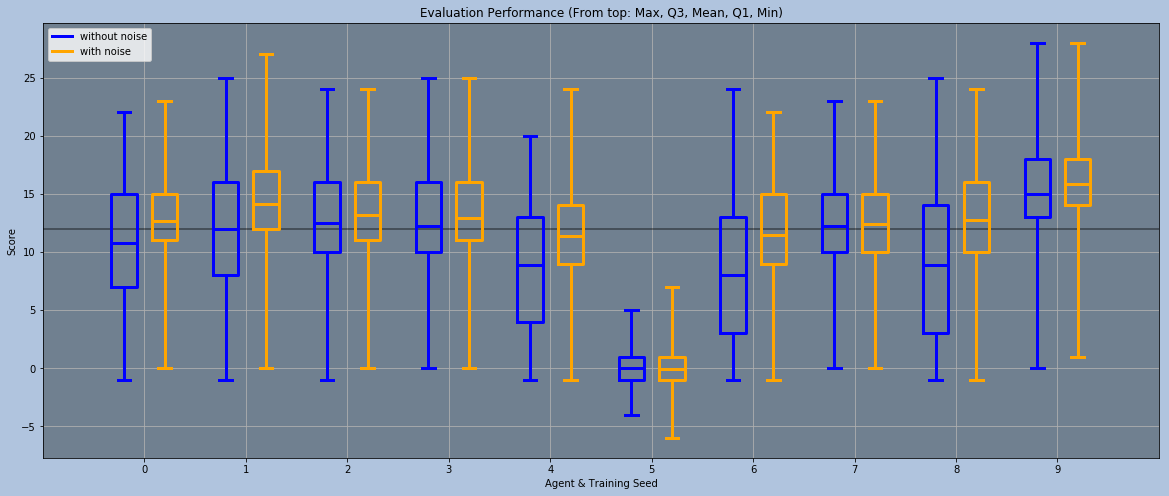 Evaluation Performance (From top: Max, Q3, Mean, Q1, Min)
without noise
with noise
25
20
15
10
5
0
−5
Score
0 1 2 3 4 5 6 7 8 9
Agent & Training Seed